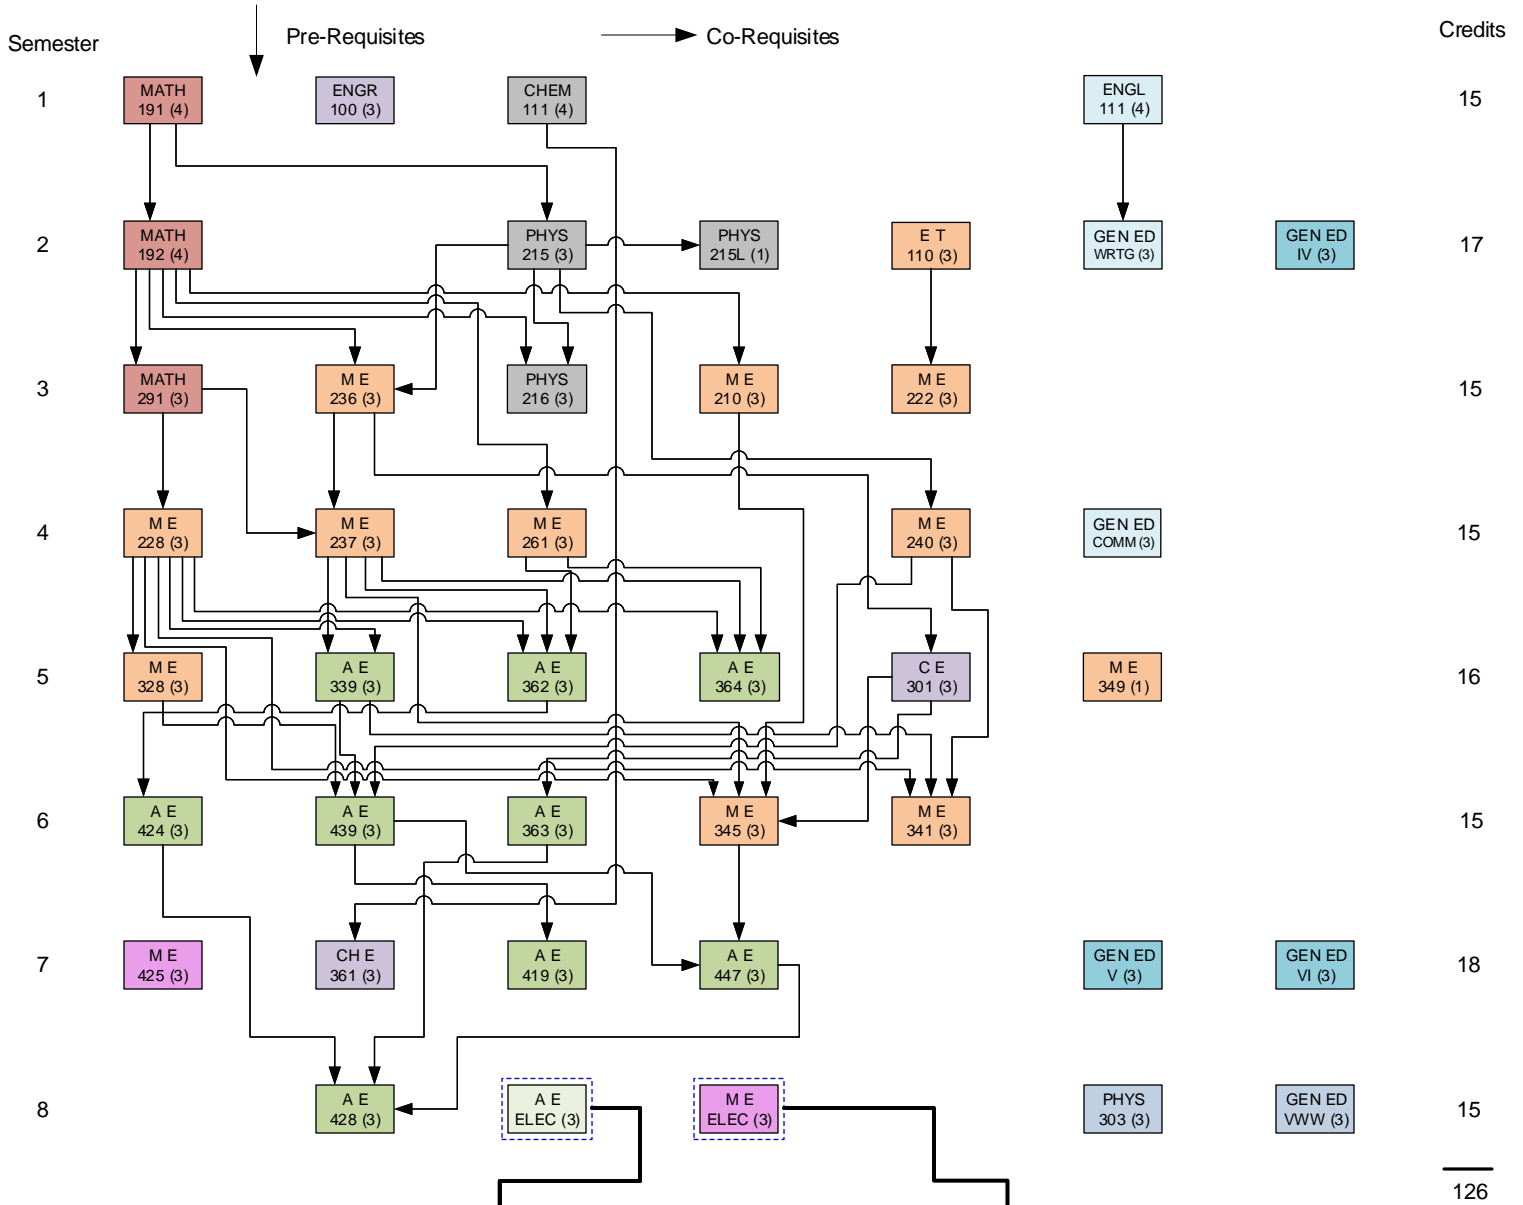 Semester
Pre-Requisites
Co-Requisites
Credits
1
MATH
191 (4)
ENGR
100 (3)
CHEM
111 (4)
ENGL
111 (4)
15
2
MATH
192 (4)
PHYS
215 (3)
PHYS
215L (1)
E T
110 (3)
GEN ED
WRTG (3)
GEN ED
IV (3)
17
3
MATH
291 (3)
M E
236 (3)
PHYS
216 (3)
M E
210 (3)
M E
222 (3)
15
4
M E
228 (3)
M E
237 (3)
M E
261 (3)
M E
240 (3)
GEN ED
COMM (3)
15
5
M E
328 (3)
A E
339 (3)
A E
362 (3)
A E
364 (3)
C E
301 (3)
M E
349 (1)
16
6
A E
424 (3)
A E
439 (3)
A E
363 (3)
M E
345 (3)
M E
341 (3)
15
7
M E
425 (3)
CH E
361 (3)
A E
419 (3)
A E
447 (3)
GEN ED
V (3)
GEN ED
VI (3)
18
8
A E
428 (3)
A E
ELEC (3)
M E
ELEC (3)
PHYS
303 (3)
GEN ED
VWW (3)
15
126